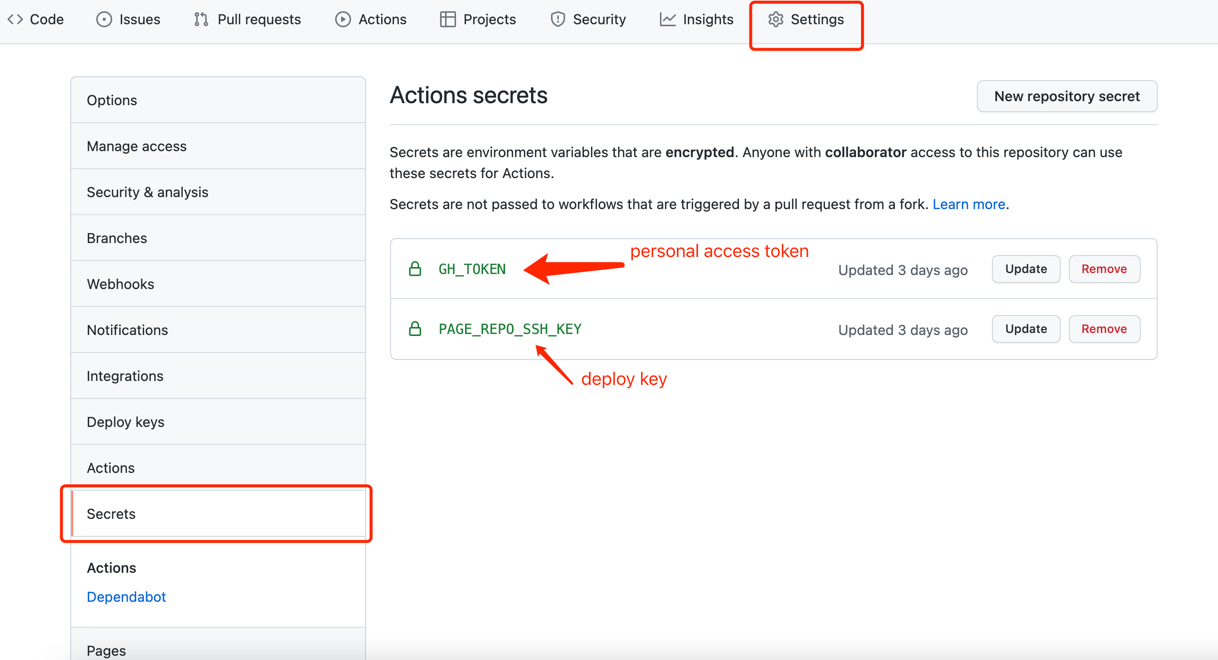 Code Issues Pull requests Actions Projects Security Insights Settings
Options
Manage access
Security & analysis
Branches
Webhooks
Notifications
Integrations
Deploy keys
Actions
Secrets
Actions
Dependabot
Pages
Actions secrets
New repository secret
Secrets are environment variables that are encrypted. Anyone with collaborator access to this repository can use
these secrets for Actions.
Secrets are not passed to workflows that are triggered by a pull request from a fork. Learn more.
personal access token
GH_TOKEN Updated 3 days ago Update Remove
PAGE_REPO_SSH_KEY Updated 3 days ago Update Remove
deploy key